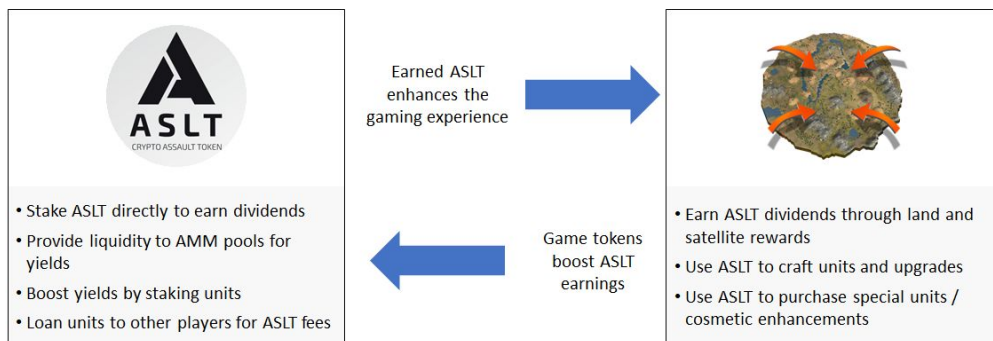 ASLT
CRYPTO ASSAULT TOKEN
• Stake ASLT directly to earn dividends
• Provide liquidity to AMM pools for
yields
• Boost yields by staking units
• Loan units to other players for ASLT fees
Earned ASLT
enhances the
gaming experience
Game tokens
boost ASLT
earnings
• Earn ASLT dividends through land and
satellite rewards
• Use ASLT to craft units and upgrades
• Use ASLT to purchase special units /
cosmetic enhancements